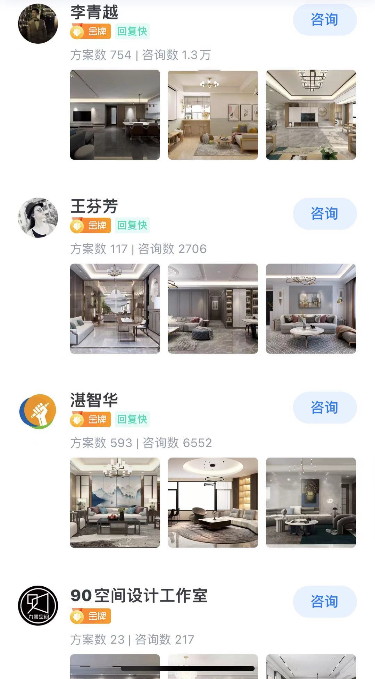 李青越
咨询
金牌 回复快
方案数 754 | 咨询数 1.3万
王芬芳
咨询
金牌 回复快
方案数 117 | 咨询数 2706
湛智华
咨询
金牌 回复快
方案数 593 | 咨询数 6552
90空间设计工作室
咨询
金牌
方案数 23 | 咨询数 217